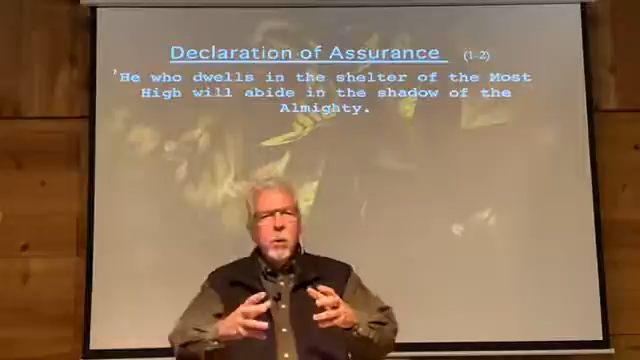 Declaration of Assurance (1-2)
¹He who dwells in the shelter of the Most
High will abide in the shadow of the
Almighty.